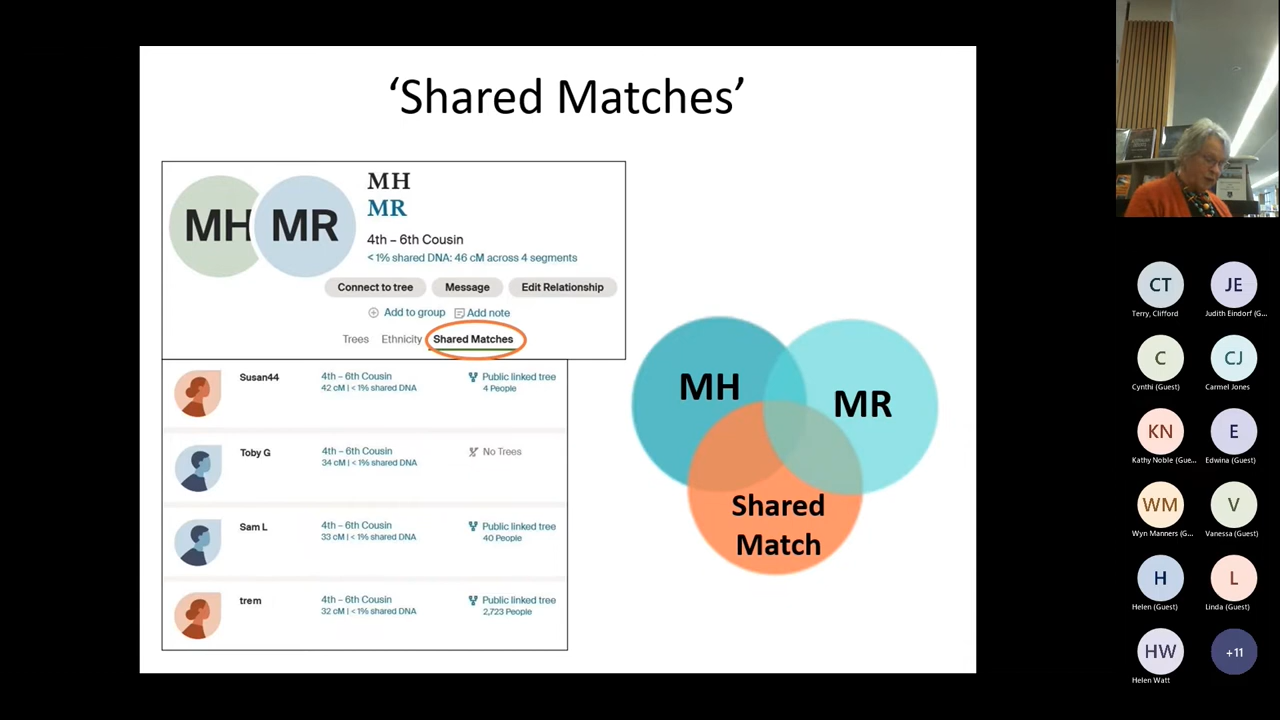 ‘Shared Matches’
MH
MR
MH
MR
4th – 6th Cousin
< 1% shared DNA: 46 cM across 4 segments
Connect to tree
Message
Edit Relationship
Add to group
Add note
Trees
Ethnicity
Shared Matches
Susan44
4th – 6th Cousin
42 cM | < 1% shared DNA
Public linked tree
4 People
Toby G
4th – 6th Cousin
34 cM | < 1% shared DNA
No Trees
Sam L
4th – 6th Cousin
33 cM | < 1% shared DNA
Public linked tree
40 People
trem
4th – 6th Cousin
32 cM | < 1% shared DNA
Public linked tree
2,723 People
MH
MR
Shared
Match
CT
Terry, Clifford
JE
Judith Eindorf (G...
C
Cynthi (Guest)
CJ
Carmel Jones
KN
Kathy Noble (Gue...
E
Edwina (Guest)
WM
Wyn Manners (G...
V
Vanessa (Guest)
H
Helen (Guest)
L
Linda (Guest)
HW
Helen Watt
+11